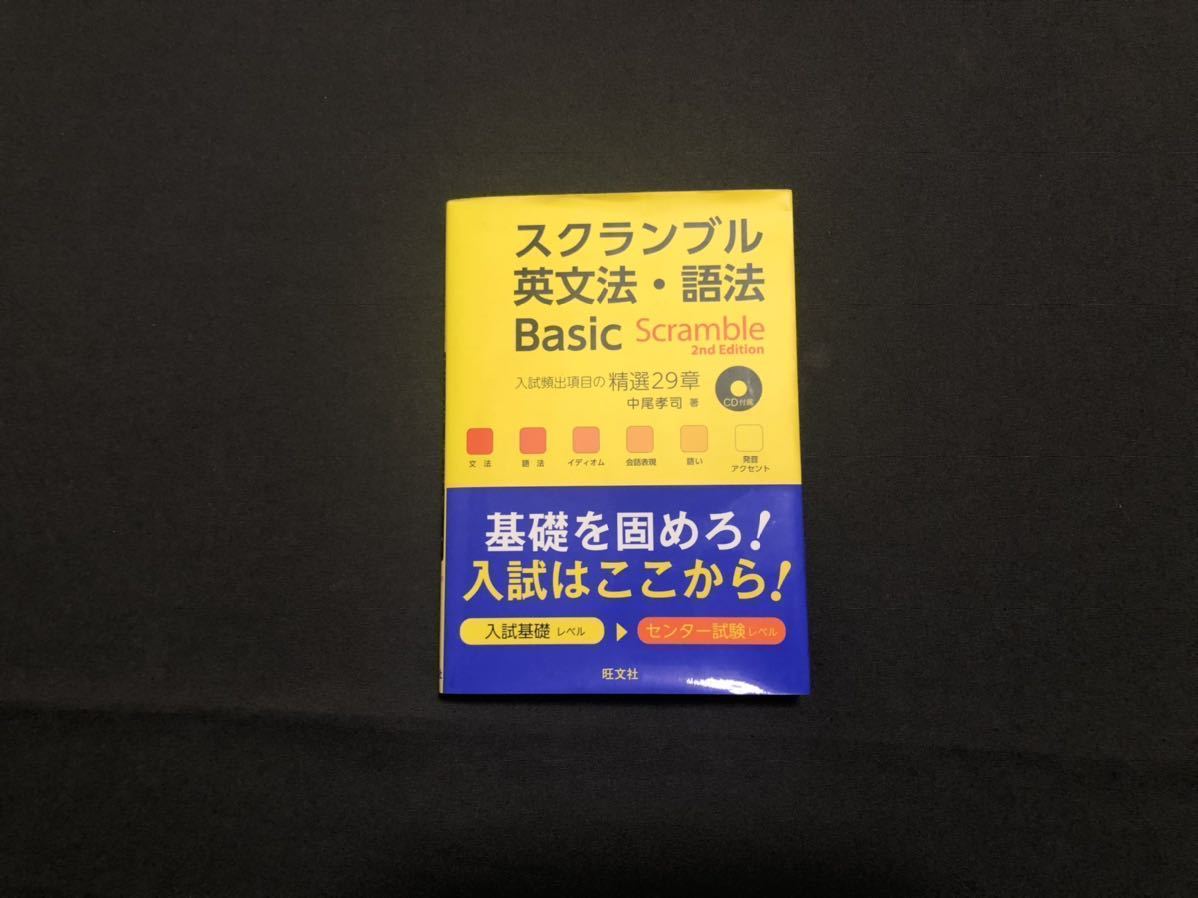 スクランブル
英文法・語法
Basic Scramble
2nd Edition
入試頻出項目の 精選29章
中尾孝司 著
CD付属
文 法
語 法
イディオム
会話表現
語い
発音
アクセント
基礎を固めろ!
入試はここから!
入試基礎 レベル
センター試験 レベル
旺文社